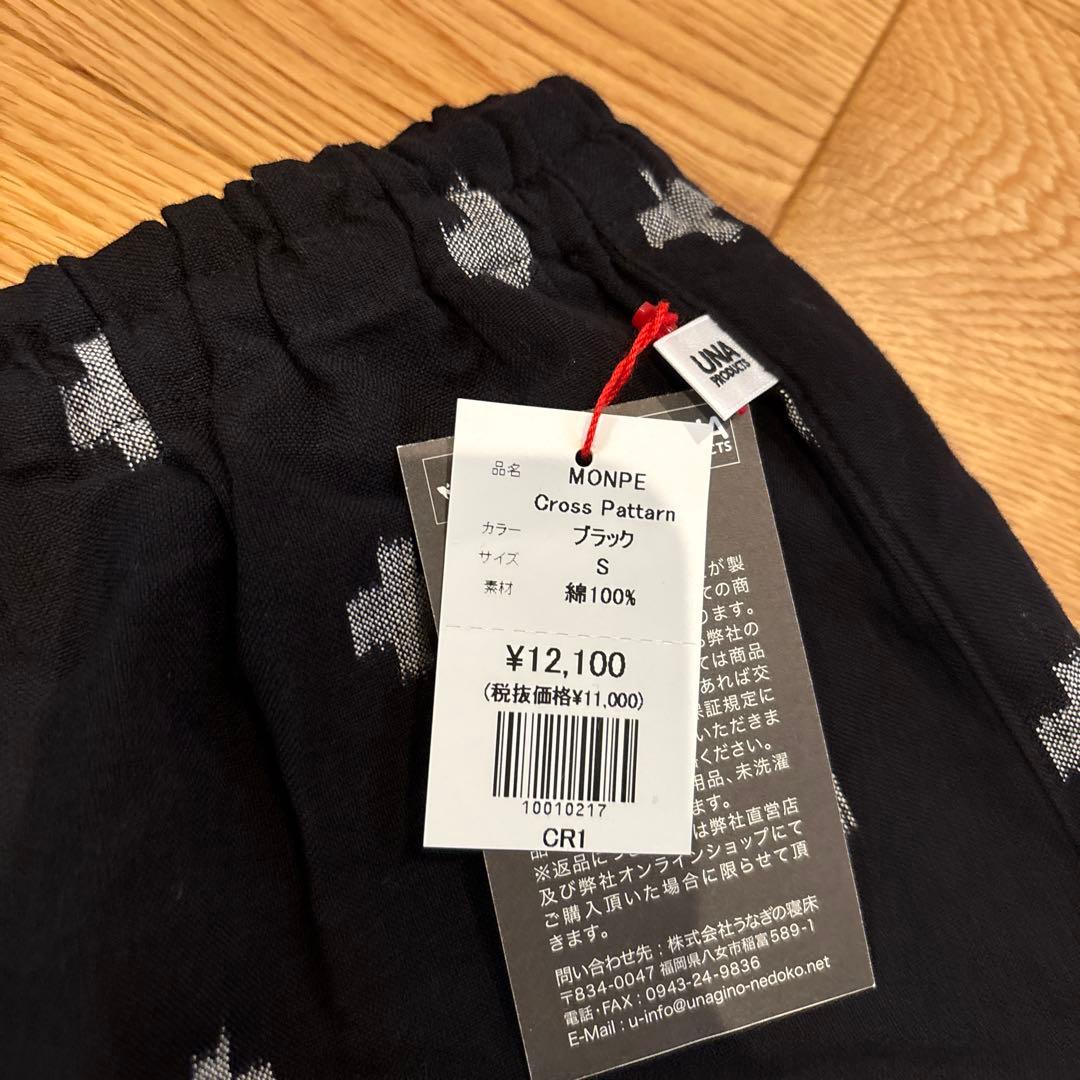 UNA
PRODUCTS
品名 MONPE
Cross Pattarn
カラー ブラック
サイズ S
素材 綿100%
¥12,100
(税抜価格¥11,000)
10010217
CR1
が製
ての商
ります。
弊社の
ては商品
あれば交
保証規定に
いただきま
ください。
用品、未洗濯
ます。
は弊社直営店
※返品に
及び弊社オンラインショップにて
ご購入頂いた場合に限らせて頂
きます。
問い合わせ先：株式会社うなぎの寝床
〒834-0047 福岡県八女市稲富589-1
電話・FAX : 0943-24-9836
E-Mail : u-info@unagino-nedoko.net